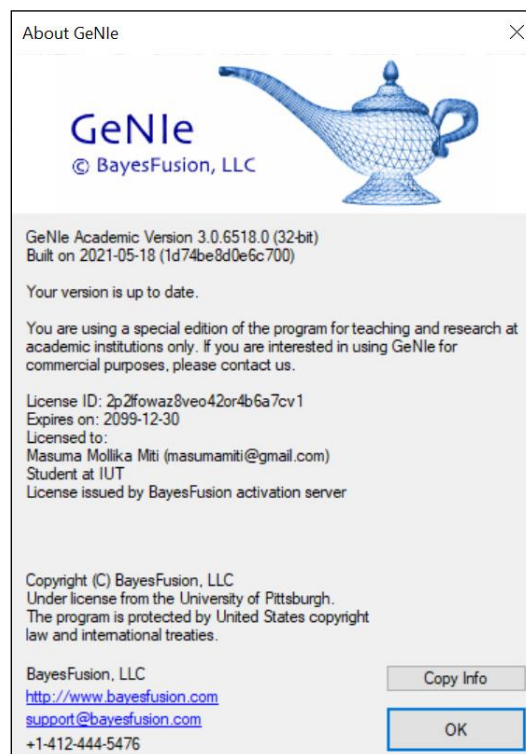 About GeNIe
GeNIe
© BayesFusion, LLC
GeNIe Academic Version 3.0.6518.0 (32-bit)
Built on 2021-05-18 (1d74be8d0e6c700)
Your version is up to date.
You are using a special edition of the program for teaching and research at
academic institutions only. If you are interested in using GeNIe for
commercial purposes, please contact us.
License ID: 2p2lfowaz8veo42or4b6a7cv1
Expires on: 2099-12-30
Licensed to:
Masuma Mollika Miti (masumamiti@gmail.com)
Student at IUT
License issued by BayesFusion activation server
Copyright (C) BayesFusion, LLC
Under license from the University of Pittsburgh.
The program is protected by United States copyright
law and international treaties.
BayesFusion, LLC
http://www.bayesfusion.com
support@bayesfusion.com
+1-412-444-5476
Copy Info
OK